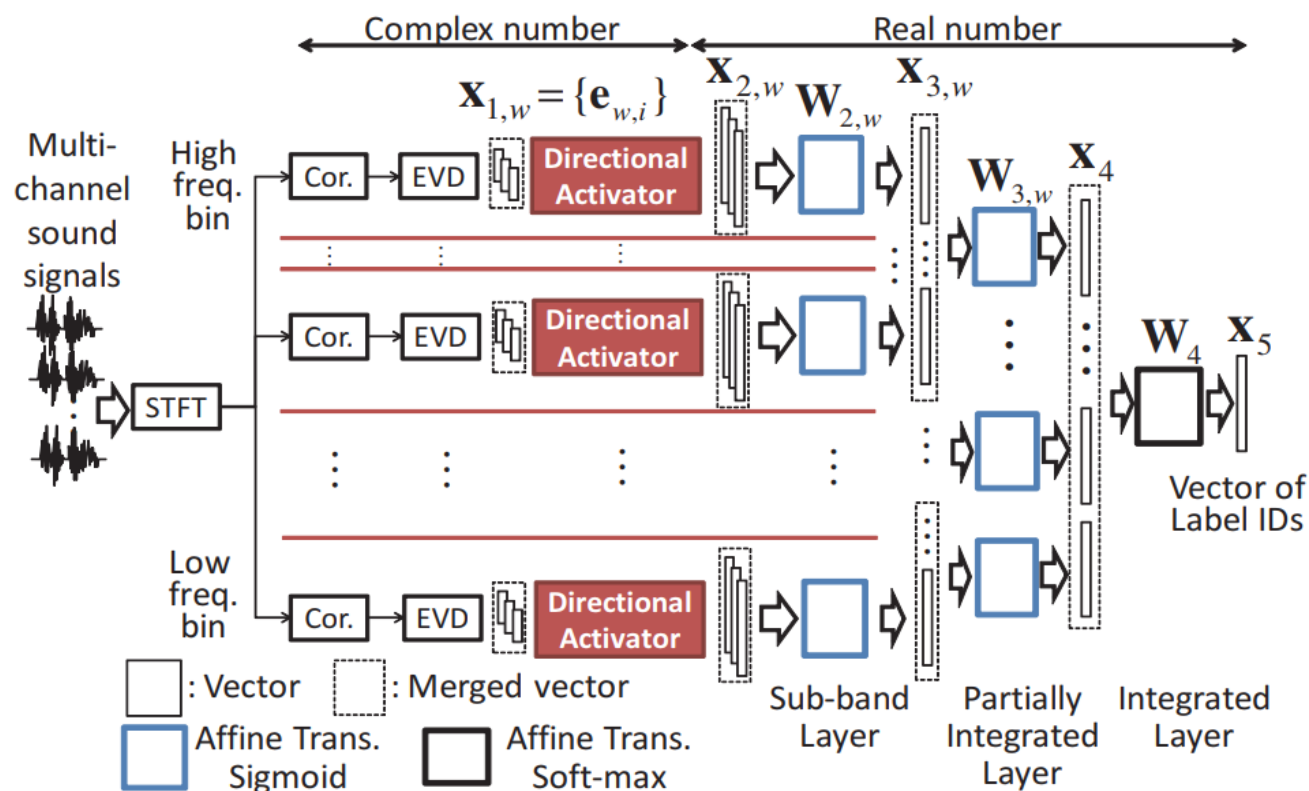 Complex number
Real number
x1,w = {ew,i}
x2,w
W2,w
x3,w
Multi-
channel
sound
signals
High
freq.
bin
Cor.
EVD
Directional
Activator
W3,w
x4
Cor.
EVD
Directional
Activator
STFT
W4
x5
Vector of
Label IDs
Low
freq.
bin
Cor.
EVD
Directional
Activator
: Vector
: Merged vector
Sub-band
Layer
Partially
Integrated
Layer
Integrated
Layer
Affine Trans.
Sigmoid
Affine Trans.
Soft-max